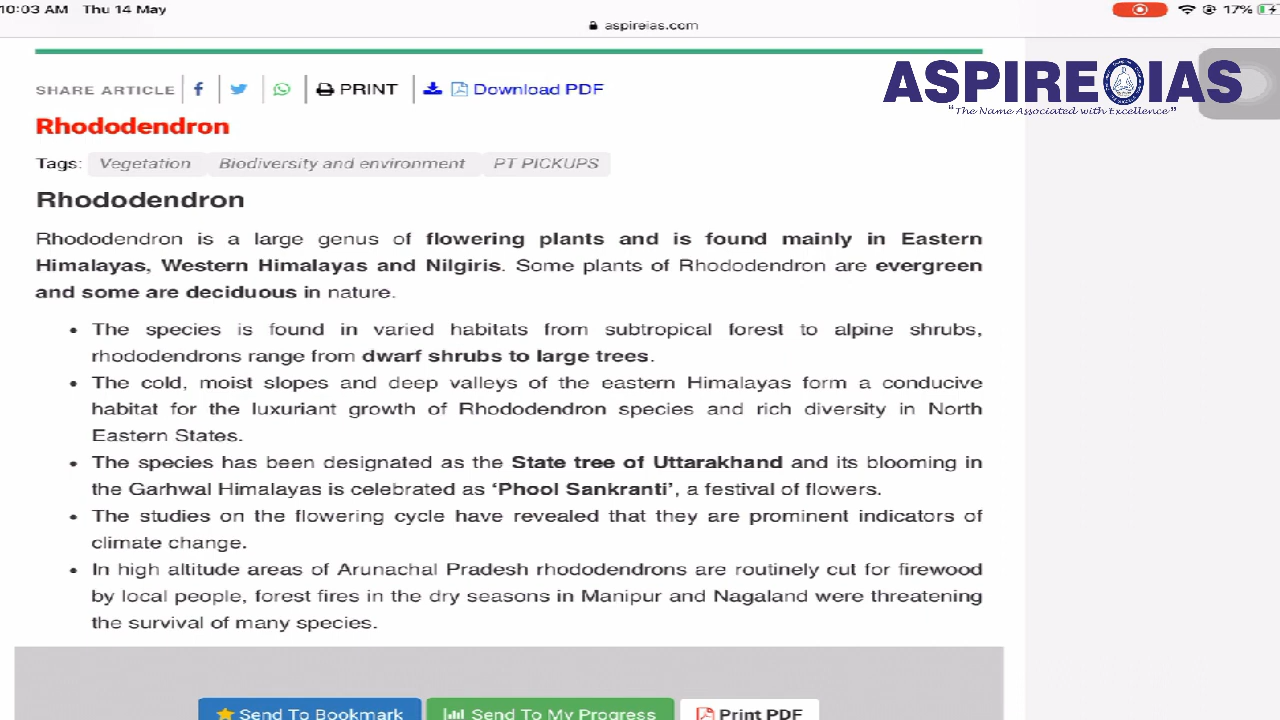 10:03 AM Thu 14 May
17%
aspireias.com
SHARE ARTICLE PRINT Download PDF
ASPIRE IAS
"The Name Associated with Excellence"
Rhododendron
Tags: Vegetation Biodiversity and environment PT PICKUPS
Rhododendron
Rhododendron is a large genus of flowering plants and is found mainly in Eastern
Himalayas, Western Himalayas and Nilgiris. Some plants of Rhododendron are evergreen
and some are deciduous in nature.
• The species is found in varied habitats from subtropical forest to alpine shrubs,
rhododendrons range from dwarf shrubs to large trees.
• The cold, moist slopes and deep valleys of the eastern Himalayas form a conducive
habitat for the luxuriant growth of Rhododendron species and rich diversity in North
Eastern States.
• The species has been designated as the State tree of Uttarakhand and its blooming in
the Garhwal Himalayas is celebrated as ‘Phool Sankranti’, a festival of flowers.
• The studies on the flowering cycle have revealed that they are prominent indicators of
climate change.
• In high altitude areas of Arunachal Pradesh rhododendrons are routinely cut for firewood
by local people, forest fires in the dry seasons in Manipur and Nagaland were threatening
the survival of many species.
Send To Bookmark Send To My Progress Print PDF